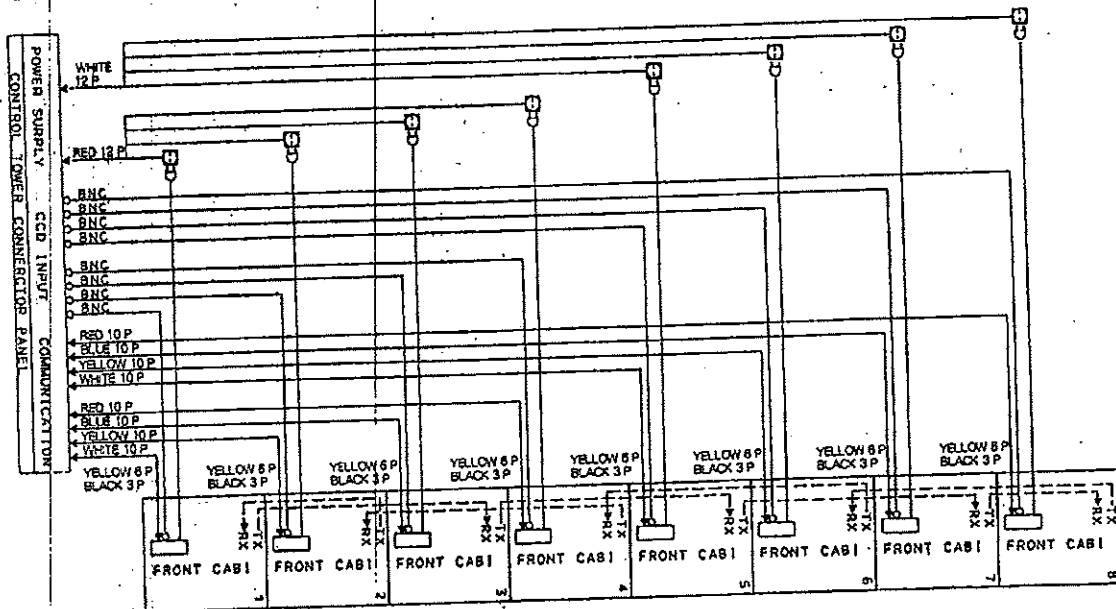 POWER SUPPLY CCD INPUT COMMUNICATION
CONTROL TOWER CONNERCTOR PANEL
WHITE
12 P
RED 12 P
BNC
BNC
BNC
BNC
BNC
BNC
BNC
BNC
RED 10 P
BLUE 10 P
YELLOW 10 P
WHITE 10 P
RED 10 P
BLUE 10 P
YELLOW 10 P
WHITE 10 P
YELLOW 6 P
BLACK 3 P
YELLOW 6 P
BLACK 3 P
YELLOW 6 P
BLACK 3 P
YELLOW 6 P
BLACK 3 P
YELLOW 6 P
BLACK 3 P
YELLOW 6 P
BLACK 3 P
YELLOW 6 P
BLACK 3 P
YELLOW 6 P
BLACK 3 P
RX
TX
RX
TX
RX
TX
RX
TX
RX
TX
RX
TX
RX
TX
RX
TX
FRONT CABI
1
FRONT CABI
2
FRONT CABI
3
FRONT CABI
4
FRONT CABI
5
FRONT CABI
6
FRONT CABI
7
FRONT CABI
8